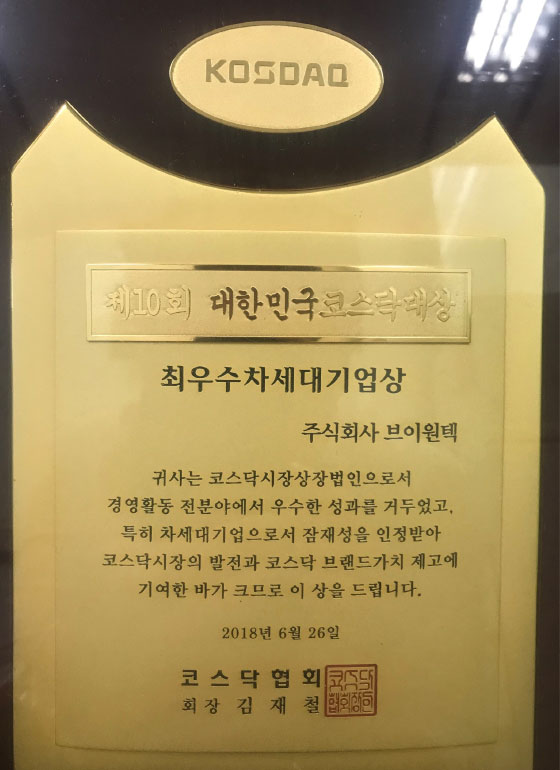 KOSDAQ
제10회 대한민국코스닥대상
최우수차세대기업상
주식회사 브이원텍
귀사는 코스닥시장상장법인으로서
경영활동 전분야에서 우수한 성과를 거두었고,
특히 차세대기업으로서 잠재성을 인정받아
코스닥시장의 발전과 코스닥 브랜드가치 제고에
기여한 바가 크므로 이 상을 드립니다.
2018년 6월 26일
코스닥협회
회장 김재철